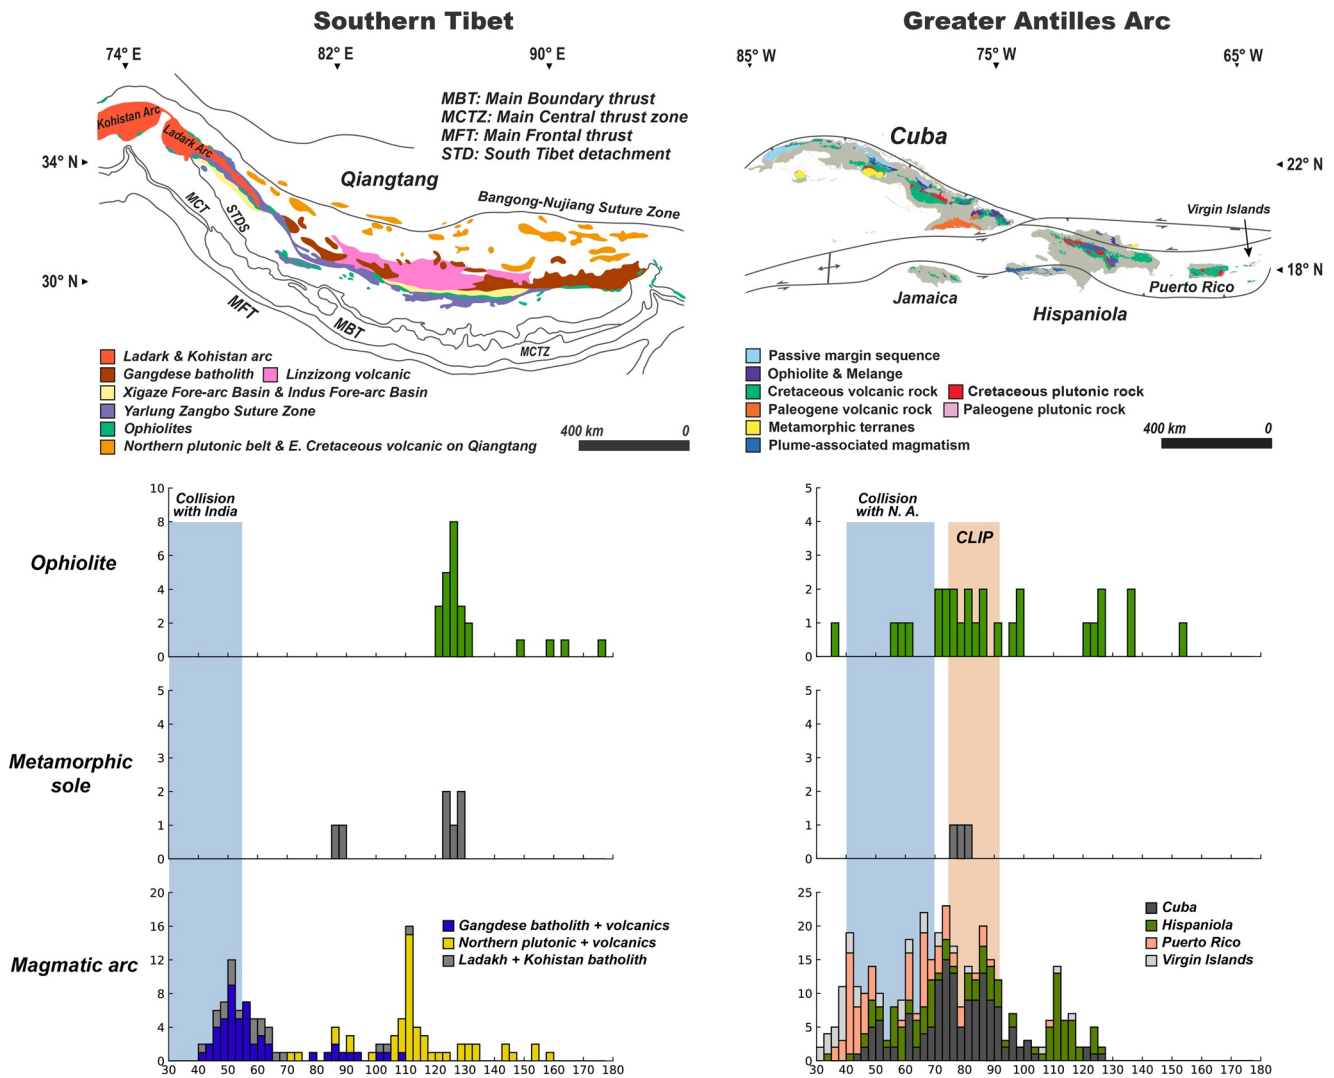 Southern Tibet
Greater Antilles Arc
74° E
82° E
90° E
85° W
75° W
65° W
MBT: Main Boundary thrust
MCTZ: Main Central thrust zone
MFT: Main Frontal thrust
STD: South Tibet detachment
Kohistan Arc
Ladark Arc
34° N
30° N
Qiangtang
Bangong-Nujiang Suture Zone
MCT
STDS
MFT
MBT
MCTZ
Cuba
22° N
Virgin Islands
18° N
Jamaica
Hispaniola
Puerto Rico
Ladark & Kohistan arc
Gangdese batholith
Linzizong volcanic
Xigaze Fore-arc Basin & Indus Fore-arc Basin
Yarlung Zangbo Suture Zone
Ophiolites
Northern plutonic belt & E. Cretaceous volcanic on Qiangtang
400 km 0
Passive margin sequence
Ophiolite & Melange
Cretaceous volcanic rock
Cretaceous plutonic rock
Paleogene volcanic rock
Paleogene plutonic rock
Metamorphic terranes
Plume-associated magmatism
400 km 0
Ophiolite
10
8
6
4
2
0
Collision
with India
5
4
3
2
1
0
Collision
with N. A.
CLIP
Metamorphic
sole
5
4
3
2
1
0
5
4
3
2
1
0
Magmatic arc
20
16
12
8
4
0
Gangdese batholith + volcanics
Northern plutonic + volcanics
Ladakh + Kohistan batholith
30 40 50 60 70 80 90 100 110 120 130 140 150 160 170 180
25
20
15
10
5
0
Cuba
Hispaniola
Puerto Rico
Virgin Islands
30 40 50 60 70 80 90 100 110 120 130 140 150 160 170 180